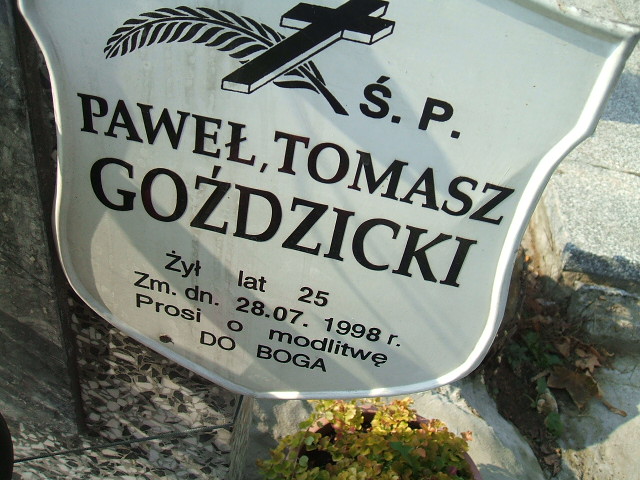 Ś. P.
PAWEŁ, TOMASZ
GOŹDZICKI
Żył lat 25
Zm. dn. 28.07. 1998 r.
Prosi o modlitwę
DO BOGA